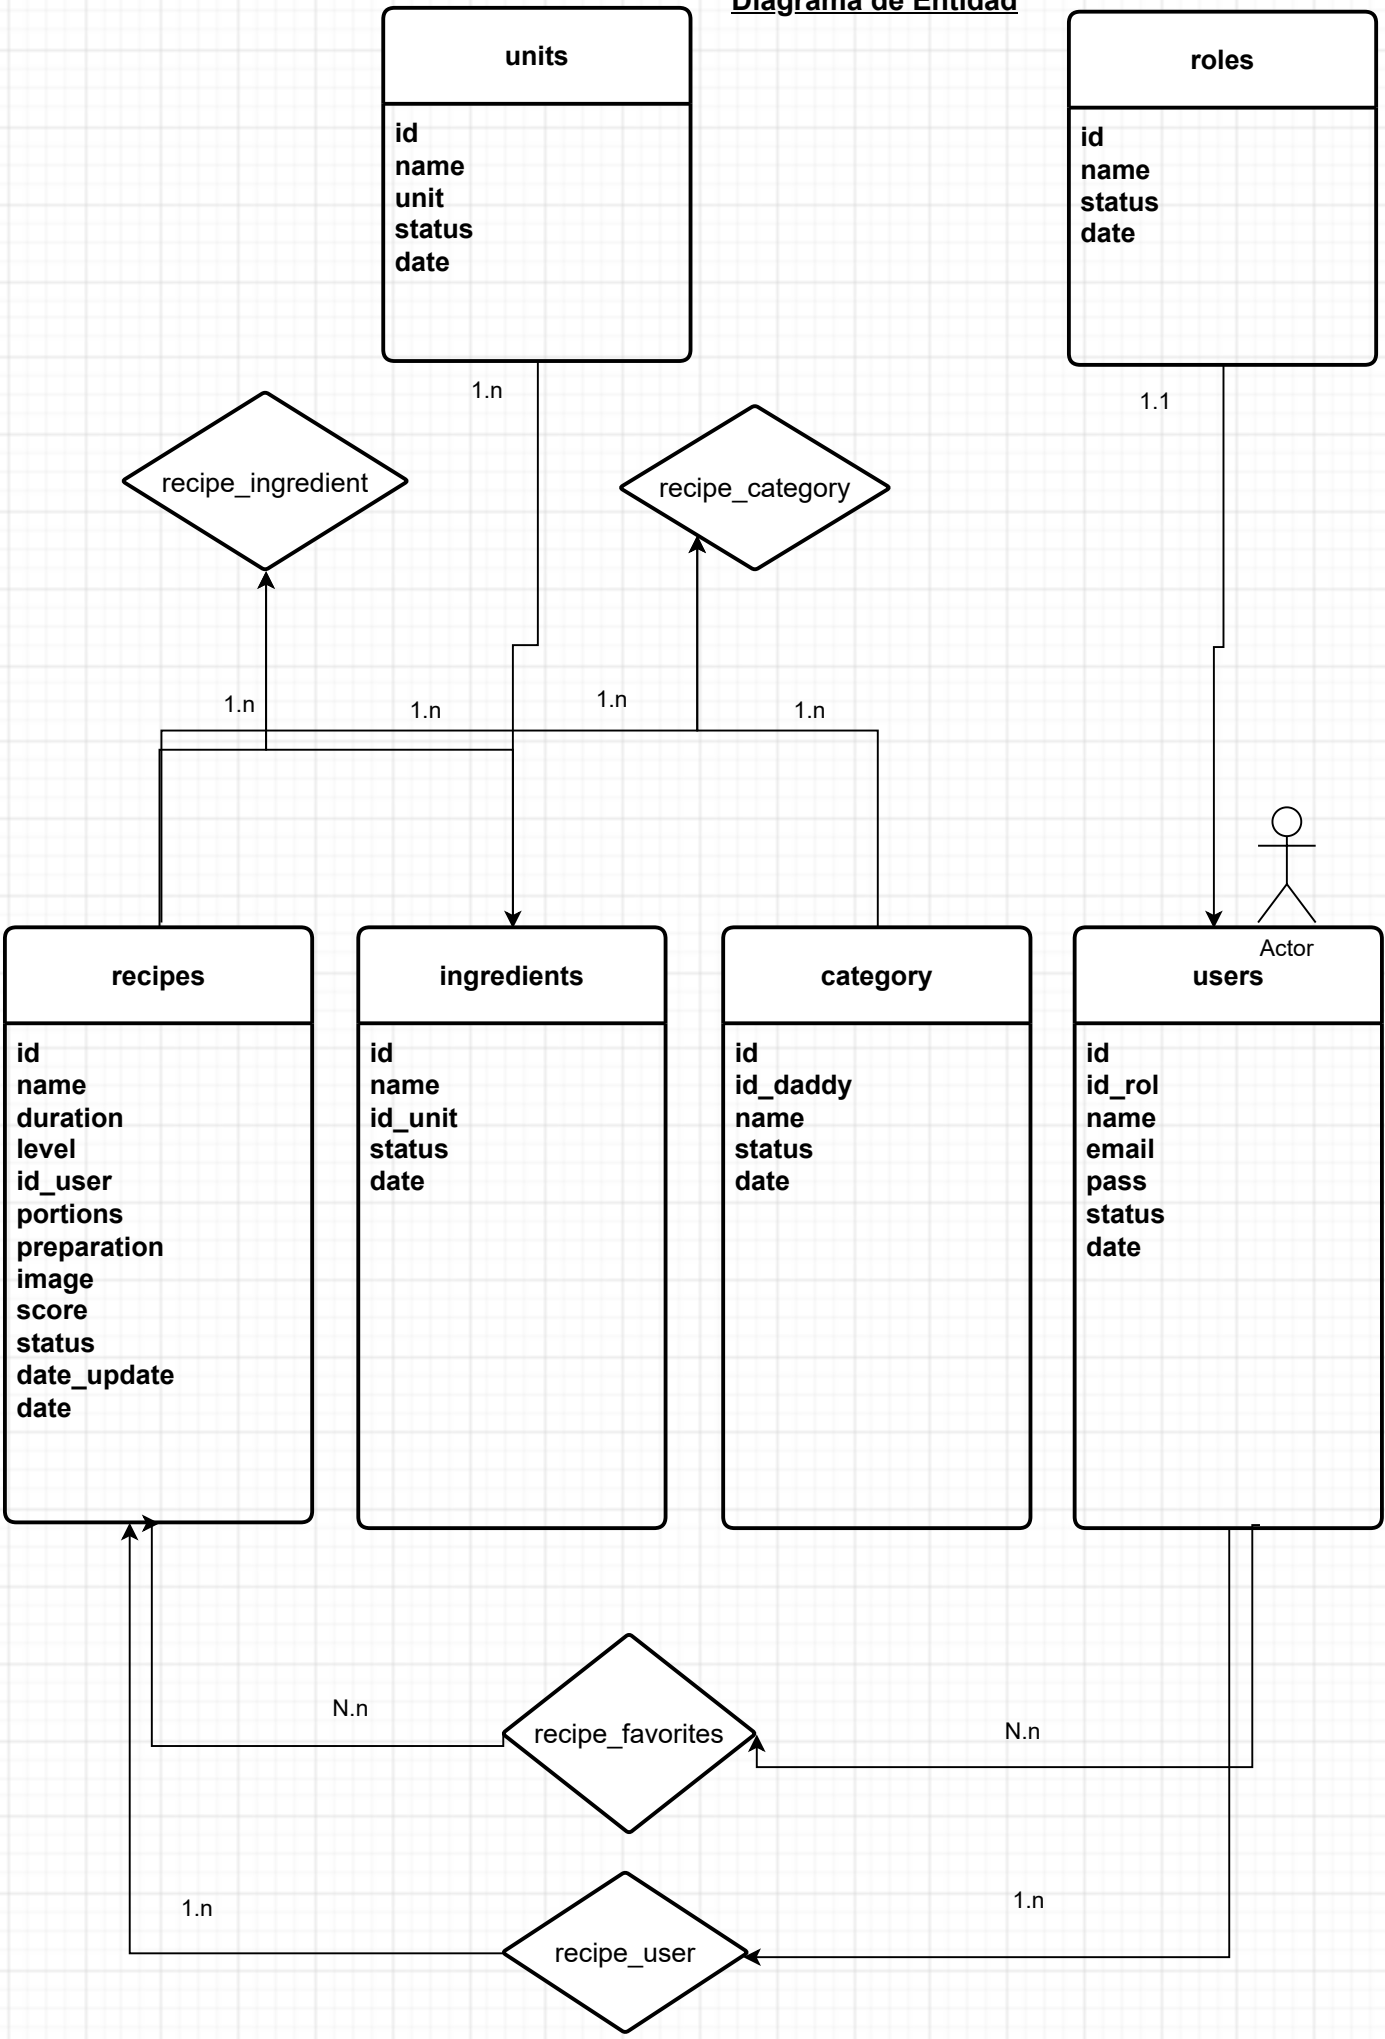 Diagrama de Entidad
units
id
name
unit
status
date
roles
id
name
status
date
1.n
1.1
recipe_ingredient
recipe_category
1.n
1.n
1.n
1.n
Actor
recipes
id
name
duration
level
id_user
portions
preparation
image
score
status
date_update
date
ingredients
id
name
id_unit
status
date
category
id
id_daddy
name
status
date
users
id
id_rol
name
email
pass
status
date
N.n
recipe_favorites
N.n
1.n
recipe_user
1.n